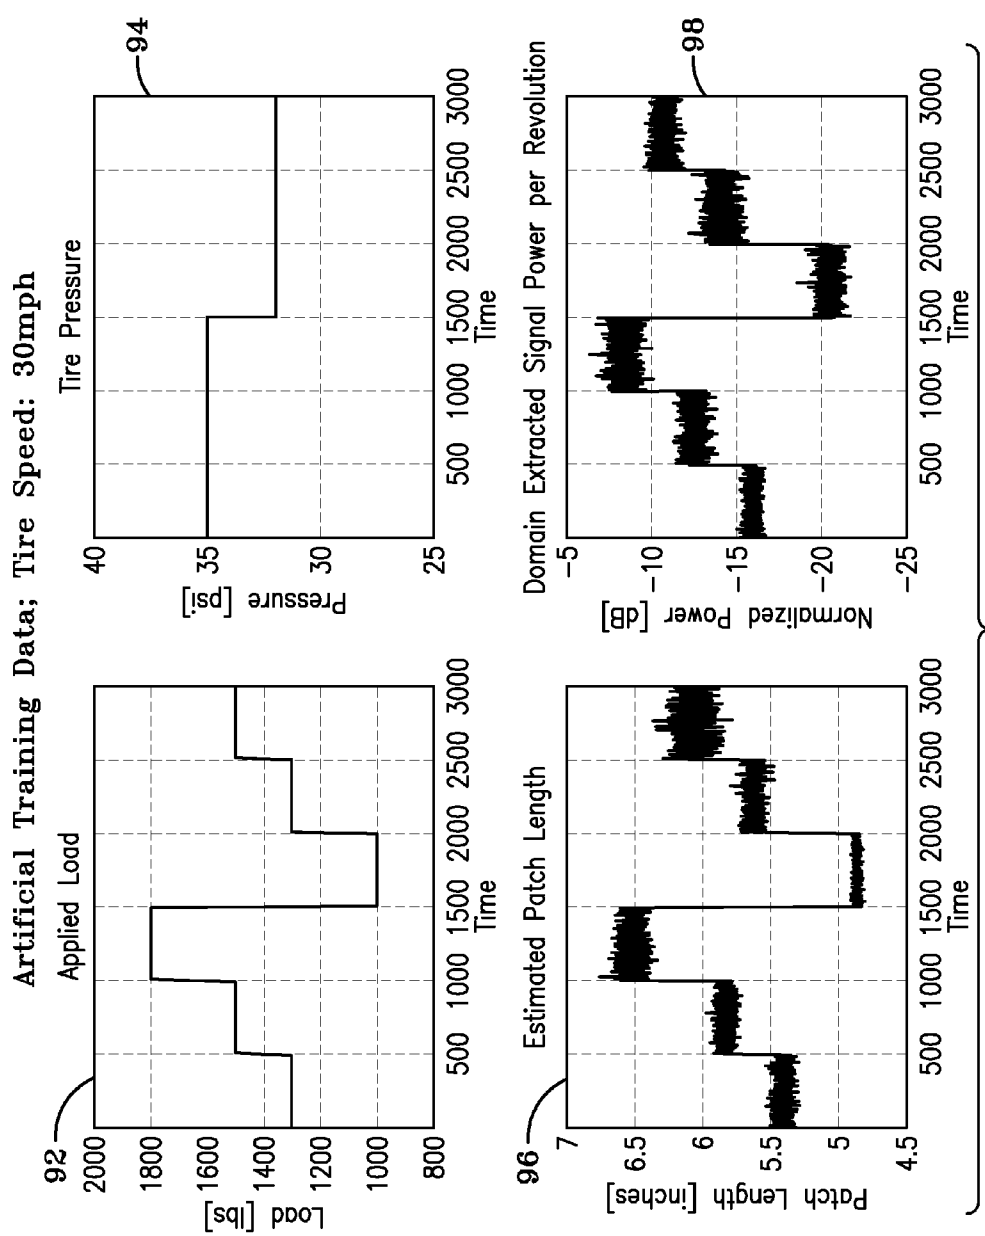 Artificial Training Data; Tire Speed: 30mph
92
Applied Load
2000
1800
1600
1400
1200
1000
800
Load [lbs]
500 1000 1500 2000 2500 3000
Time
94
Tire Pressure
40
35
30
25
Pressure [psi]
500 1000 1500 2000 2500 3000
Time
96
Estimated Patch Length
7
6.5
6
5.5
5
4.5
Patch Length [inches]
500 1000 1500 2000 2500 3000
Time
98
Domain Extracted Signal Power per Revolution
-5
-10
-15
-20
-25
Normalized Power [dB]
500 1000 1500 2000 2500 3000
Time